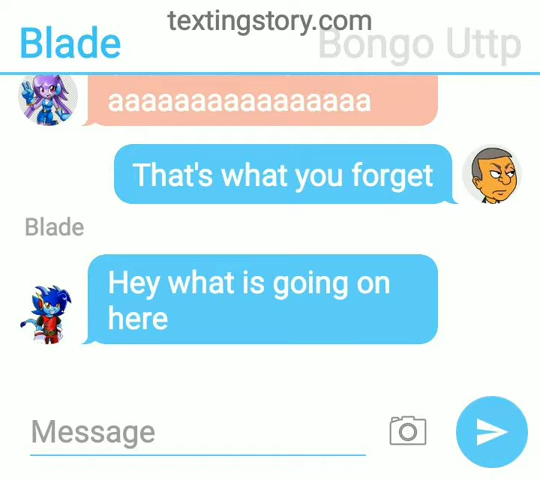 textingstory.com
Blade
Bongo Uttp
aaaaaaaaaaaaaaaa
That's what you forget
Blade
Hey what is going on
here
Message